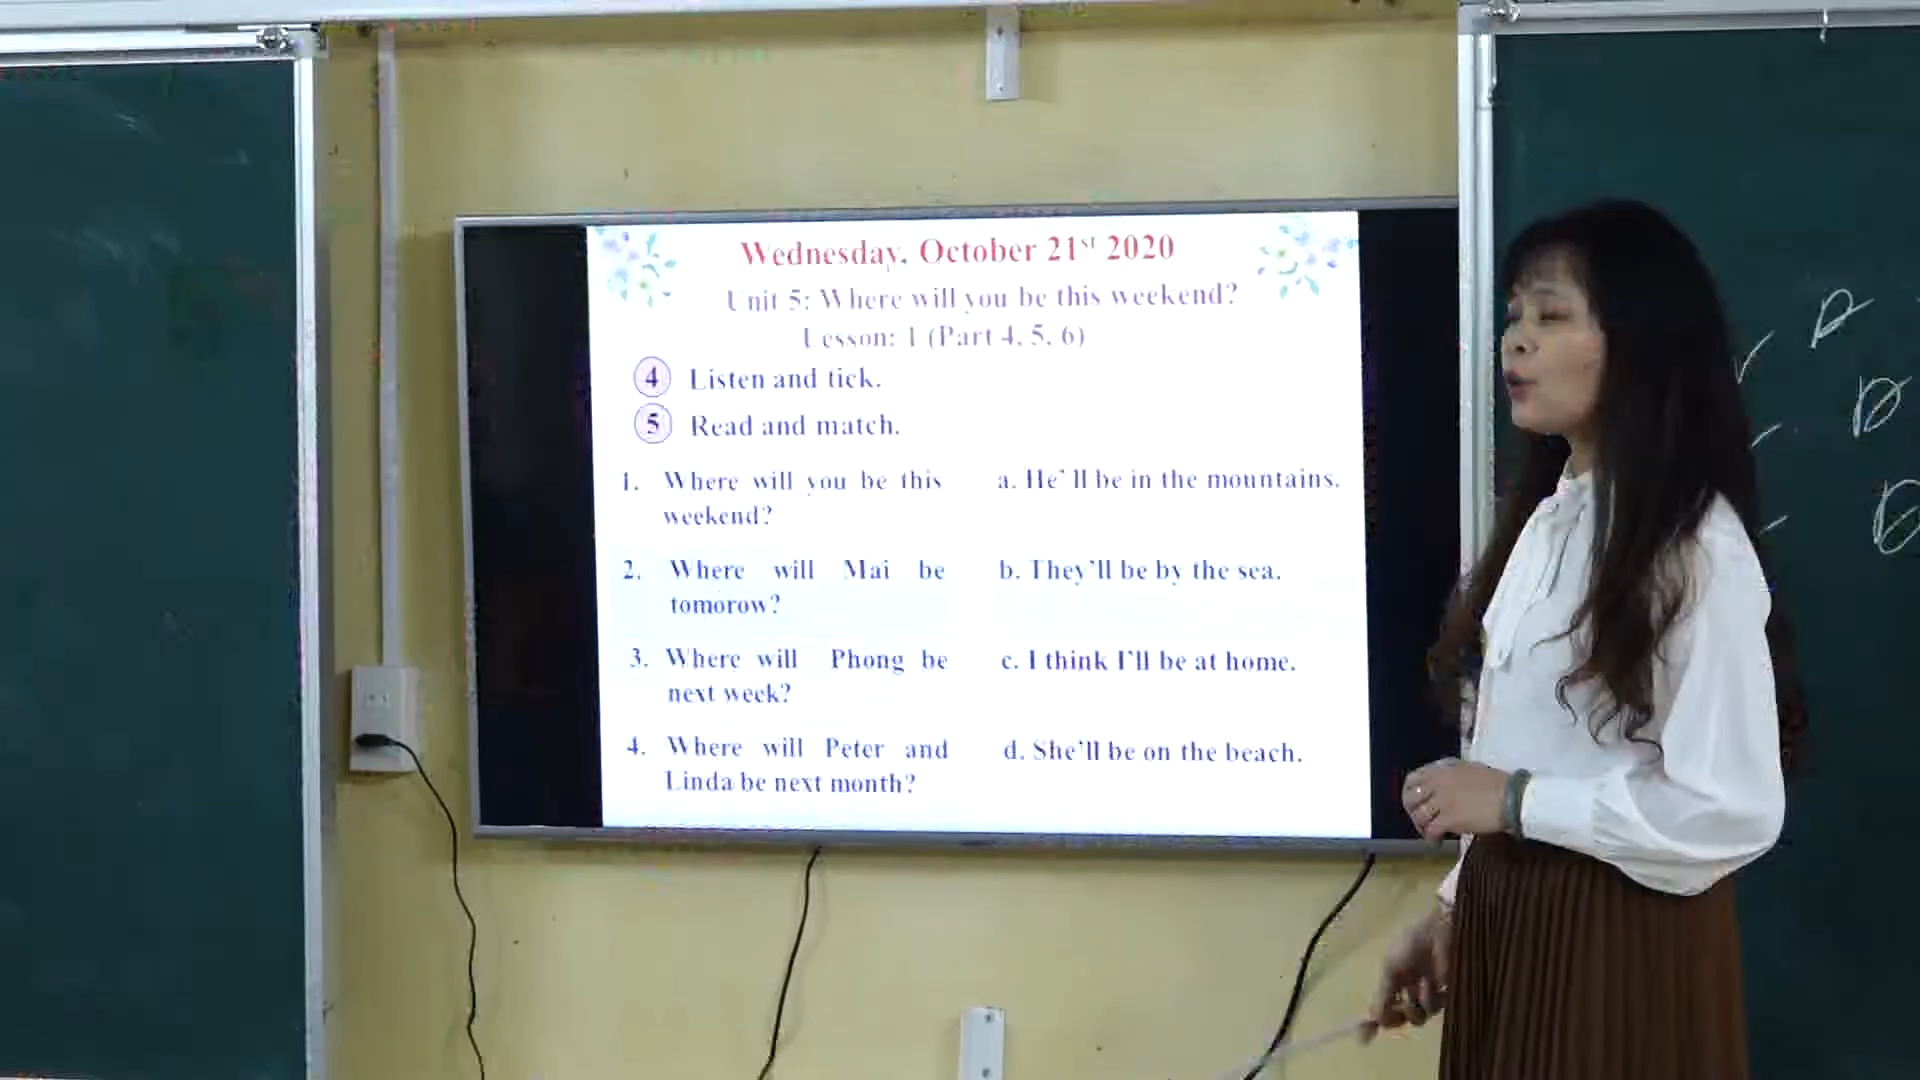 Wednesday, October 21st 2020
Unit 5: Where will you be this weekend?
Lesson: 1 (Part 4, 5, 6)
4 Listen and tick.
5 Read and match.
1. Where will you be this
weekend?
a. He'll be in the mountains.
2. Where will Mai be
tomorow?
b. They'll be by the sea.
3. Where will Phong be
next week?
c. I think I'll be at home.
4. Where will Peter and
Linda be next month?
d. She'll be on the beach.